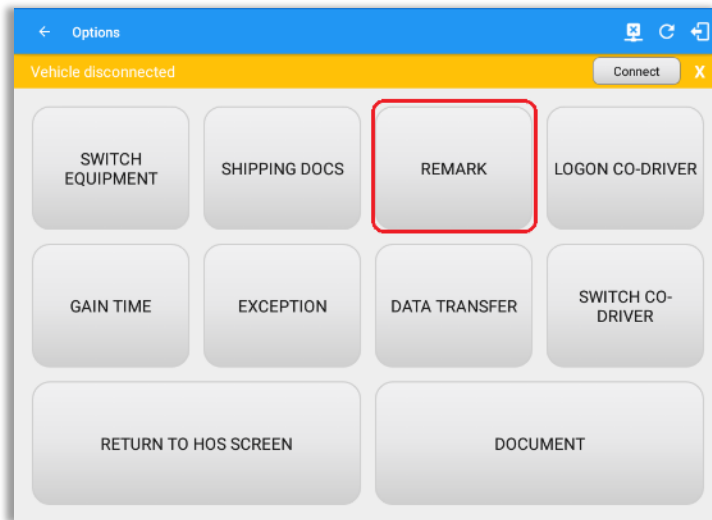 Options
Vehicle disconnected
Connect
X
SWITCH
EQUIPMENT
SHIPPING DOCS
REMARK
LOGON CO-DRIVER
GAIN TIME
EXCEPTION
DATA TRANSFER
SWITCH CO-
DRIVER
RETURN TO HOS SCREEN
DOCUMENT